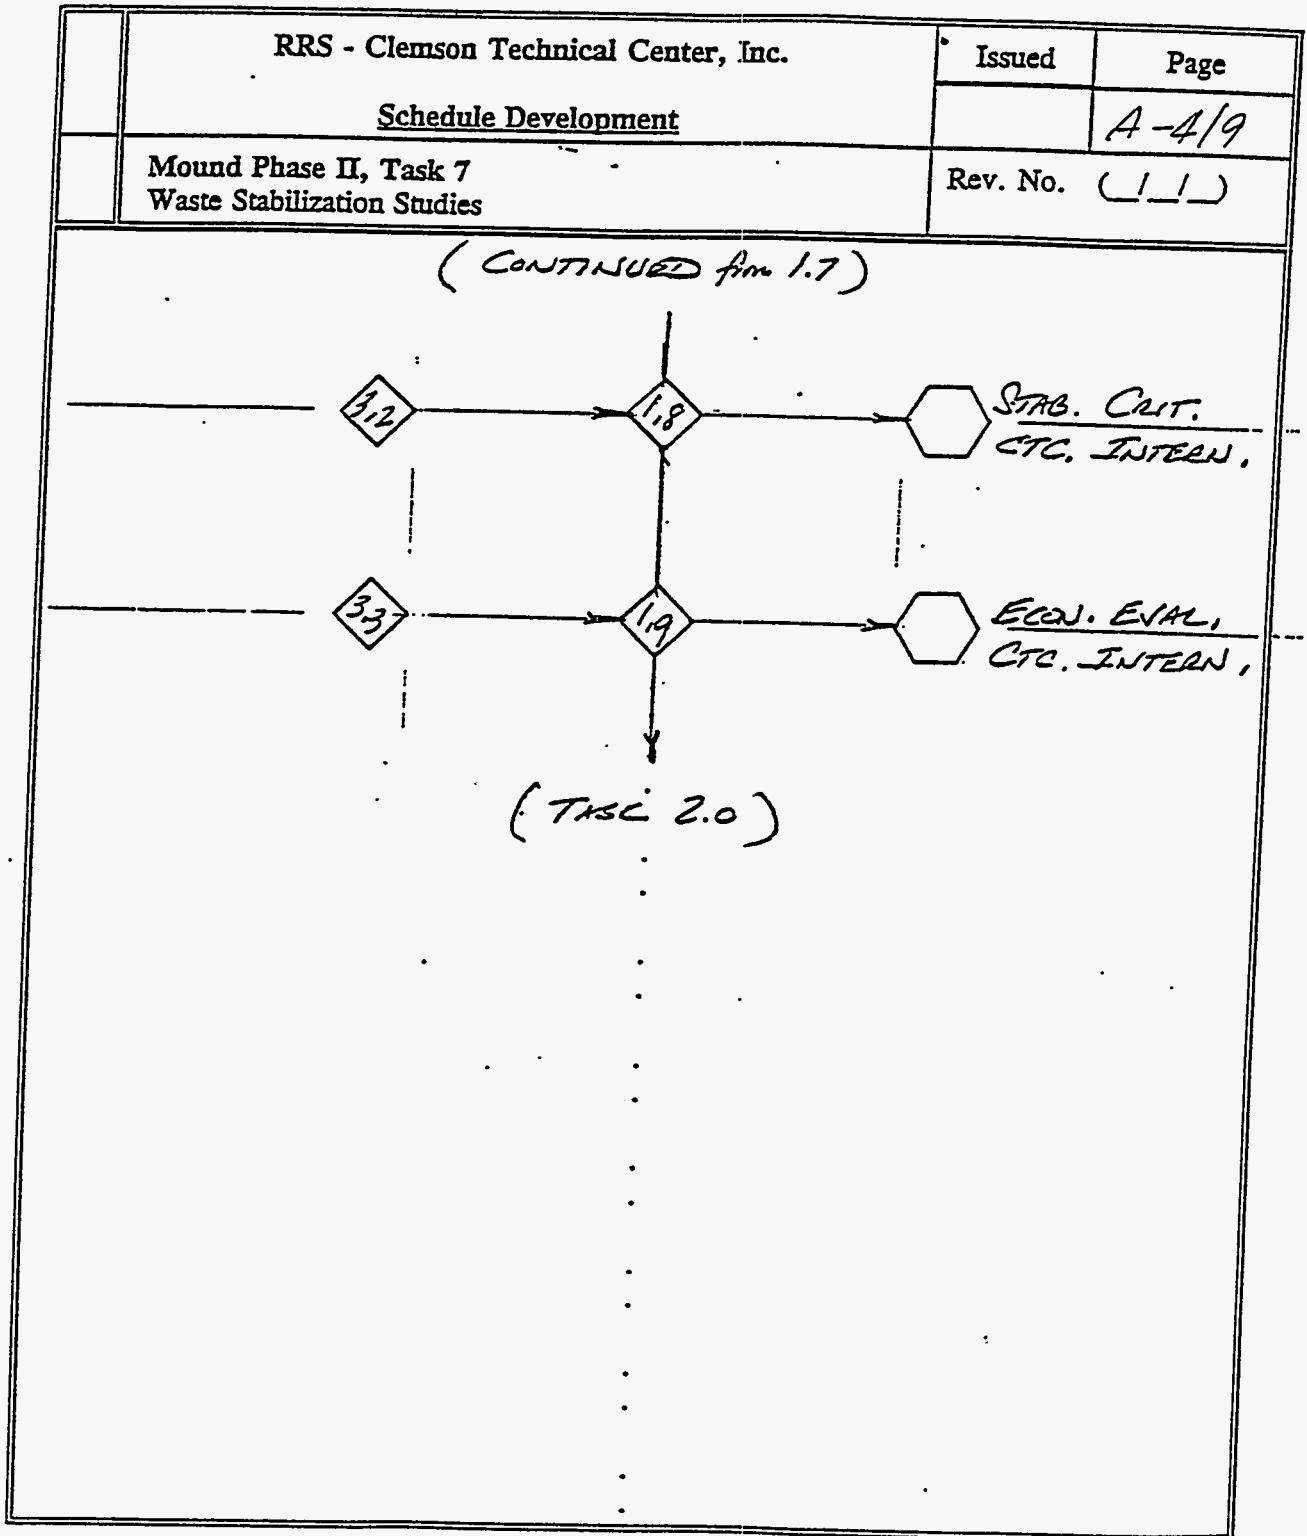 RRS - Clemson Technical Center, Inc.
Issued
Page
Schedule Development
A-4/9
Mound Phase II, Task 7
Waste Stabilization Studies
Rev. No. (_/_/_)
(CONTINUED from 1.7)
3.2
1.8
STAB. CRIT.
CTC. INTERN.
3.3
1.9
ECON. EVAL.
CTC. INTERN.
(TASK 2.0)